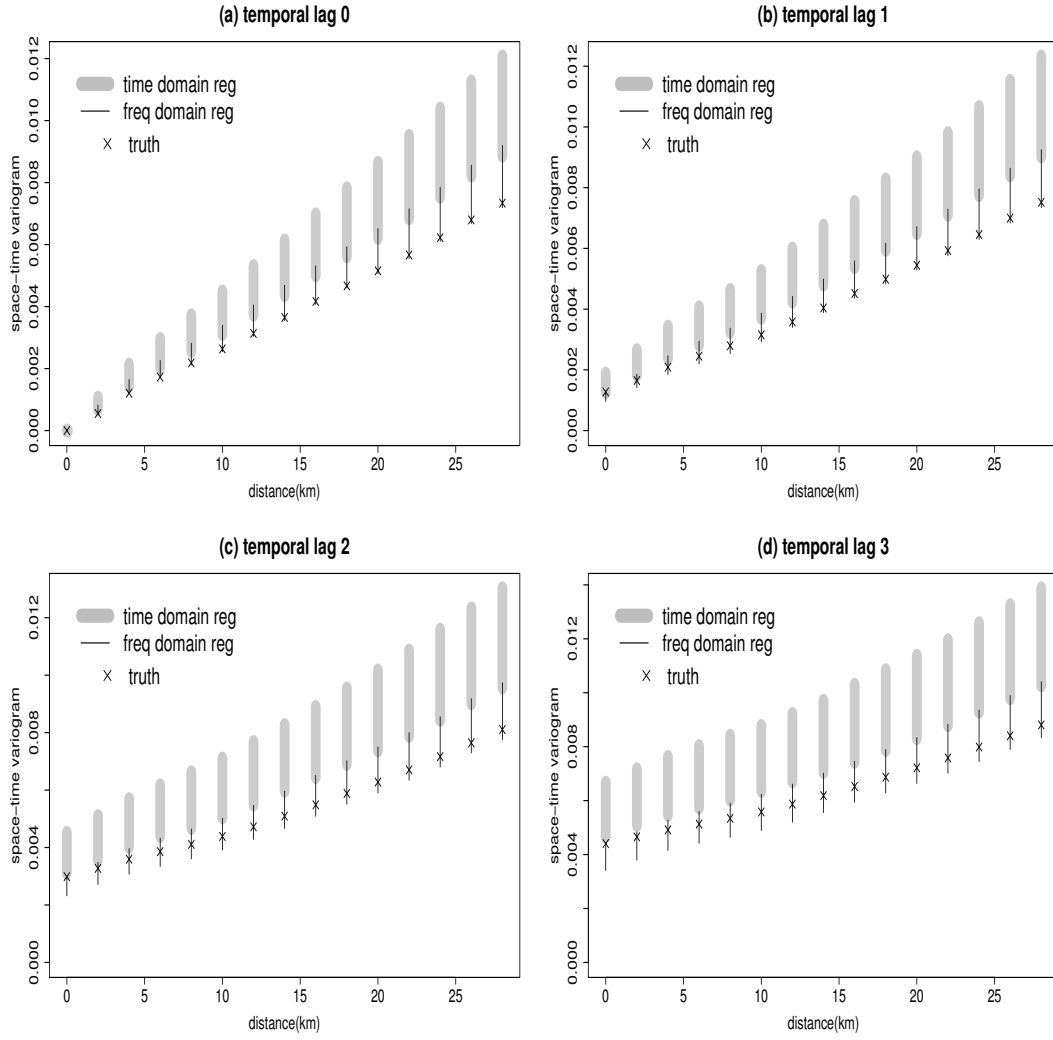 (a) temporal lag 0
space−time variogram
0.012
0.010
0.008
0.006
0.004
0.002
0.000
time domain reg
freq domain reg
× truth
0 5 10 15 20 25
distance(km)
(b) temporal lag 1
space−time variogram
0.012
0.010
0.008
0.006
0.004
0.002
0.000
time domain reg
freq domain reg
× truth
0 5 10 15 20 25
distance(km)
(c) temporal lag 2
space−time variogram
0.012
0.008
0.004
0.000
time domain reg
freq domain reg
× truth
0 5 10 15 20 25
distance(km)
(d) temporal lag 3
space−time variogram
0.012
0.008
0.004
0.000
time domain reg
freq domain reg
× truth
0 5 10 15 20 25
distance(km)